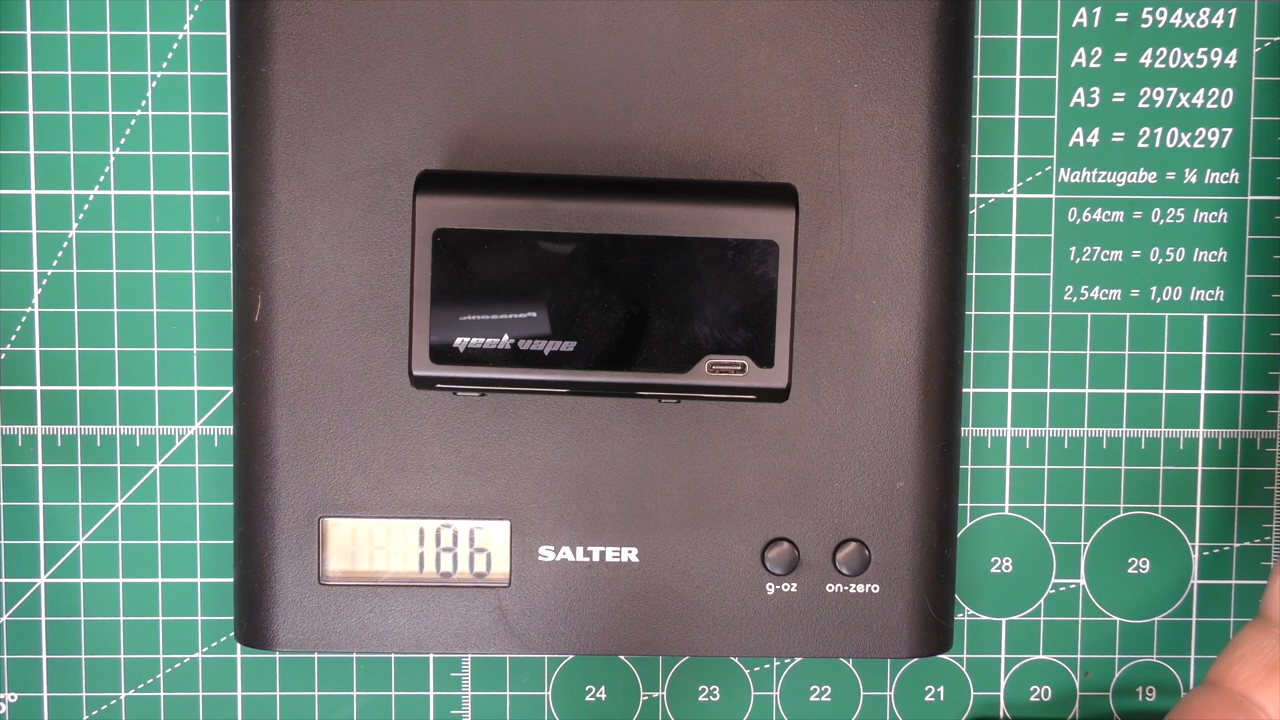 A1 = 594x841
A2 = 420x594
A3 = 297x420
A4 = 210x297
Nahtzugabe = ¼ Inch
0,64cm = 0,25 Inch
1,27cm = 0,50 Inch
2,54cm = 1,00 Inch
Panasonic
geek vape
186
SALTER
g-oz
on-zero
28
29
24
23
22
21
20
19